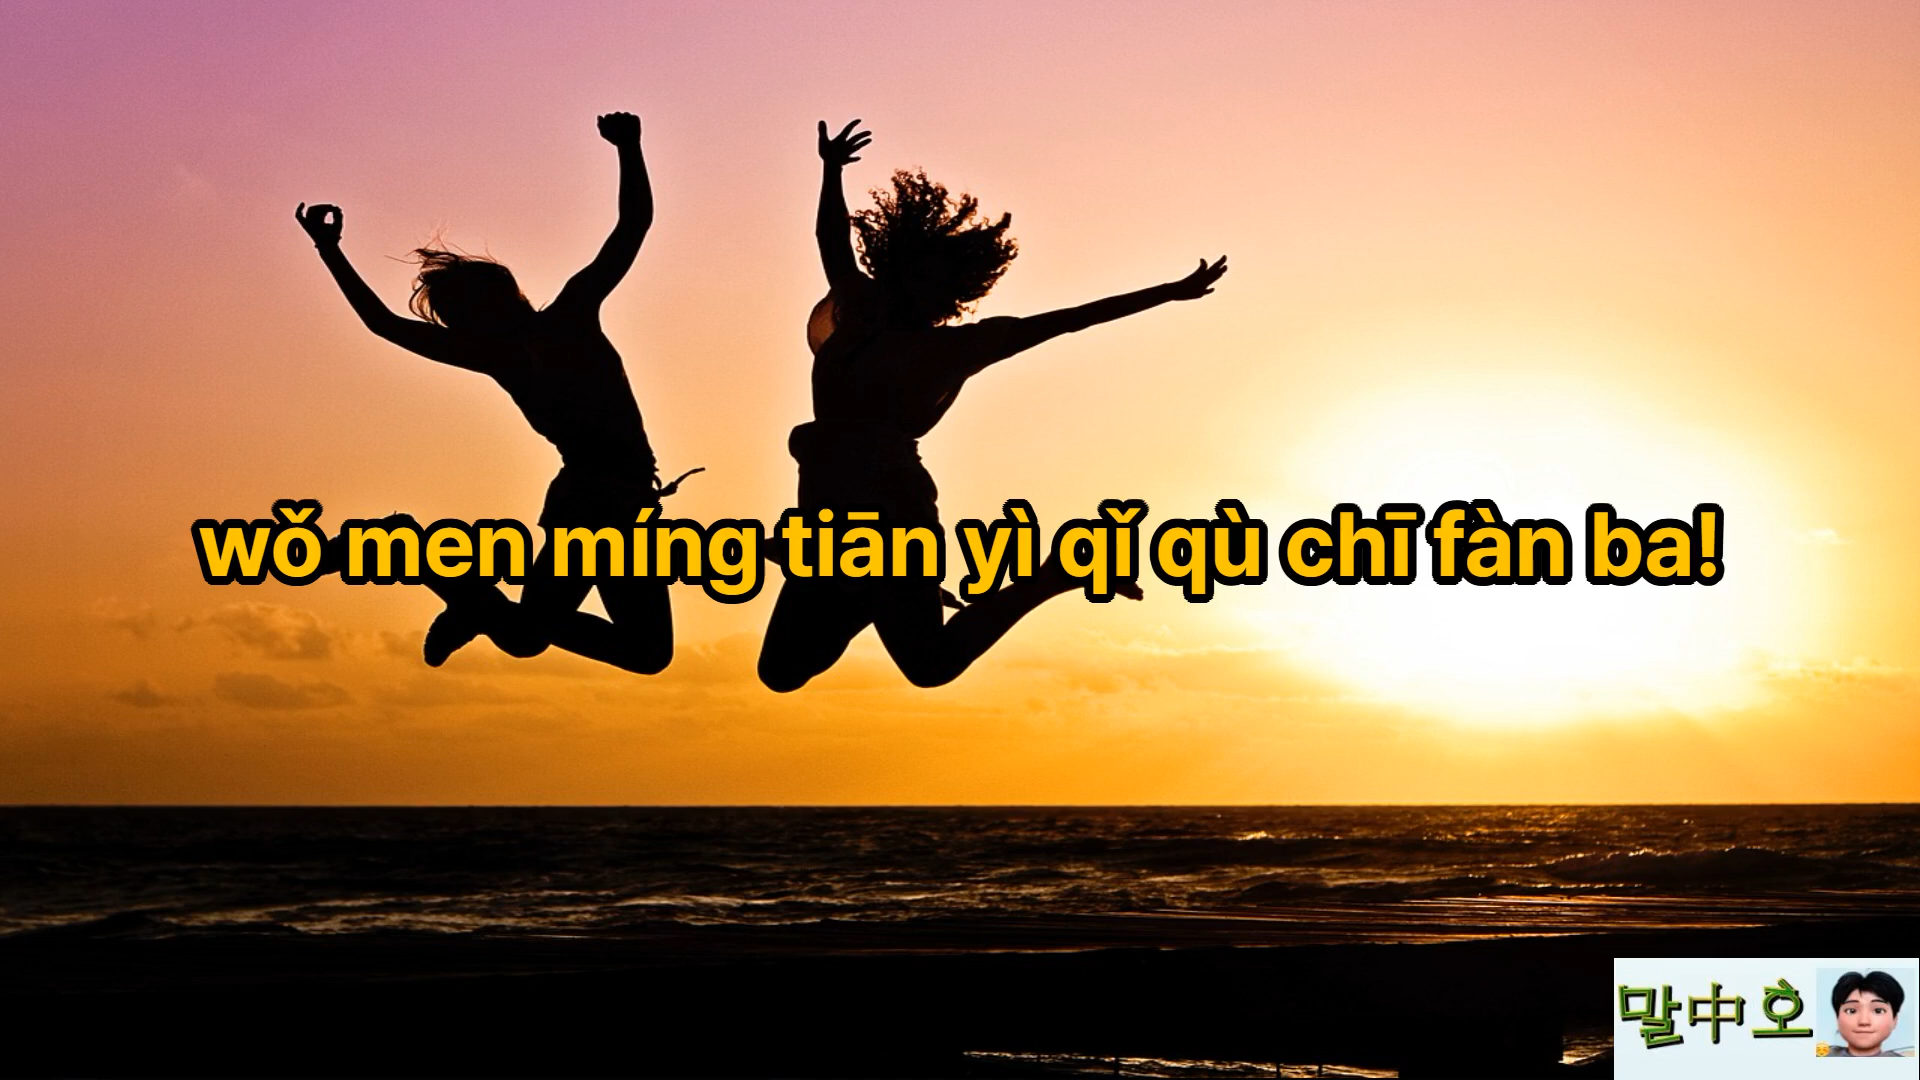 wǒ men míng tiān yì qǐ qù chī fàn ba!
말中호